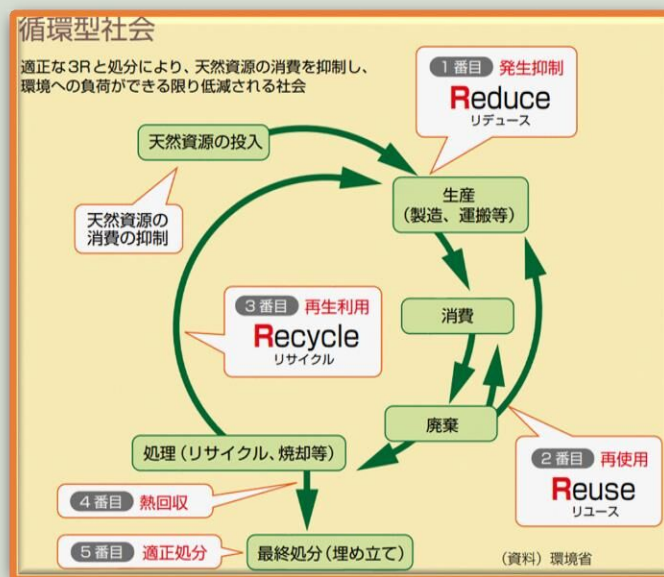 循環型社会
適正な3Rと処分により、天然資源の消費を抑制し、
環境への負荷ができる限り低減される社会
1番目 発生抑制
Reduce
リデュース
天然資源の投入
生産
(製造、運搬等)
天然資源の
消費の抑制
3番目 再生利用
Recycle
リサイクル
消費
廃棄
処理(リサイクル、焼却等)
2番目 再使用
Reuse
リユース
4番目 熱回収
5番目 適正処分
最終処分(埋め立て)
(資料)環境省